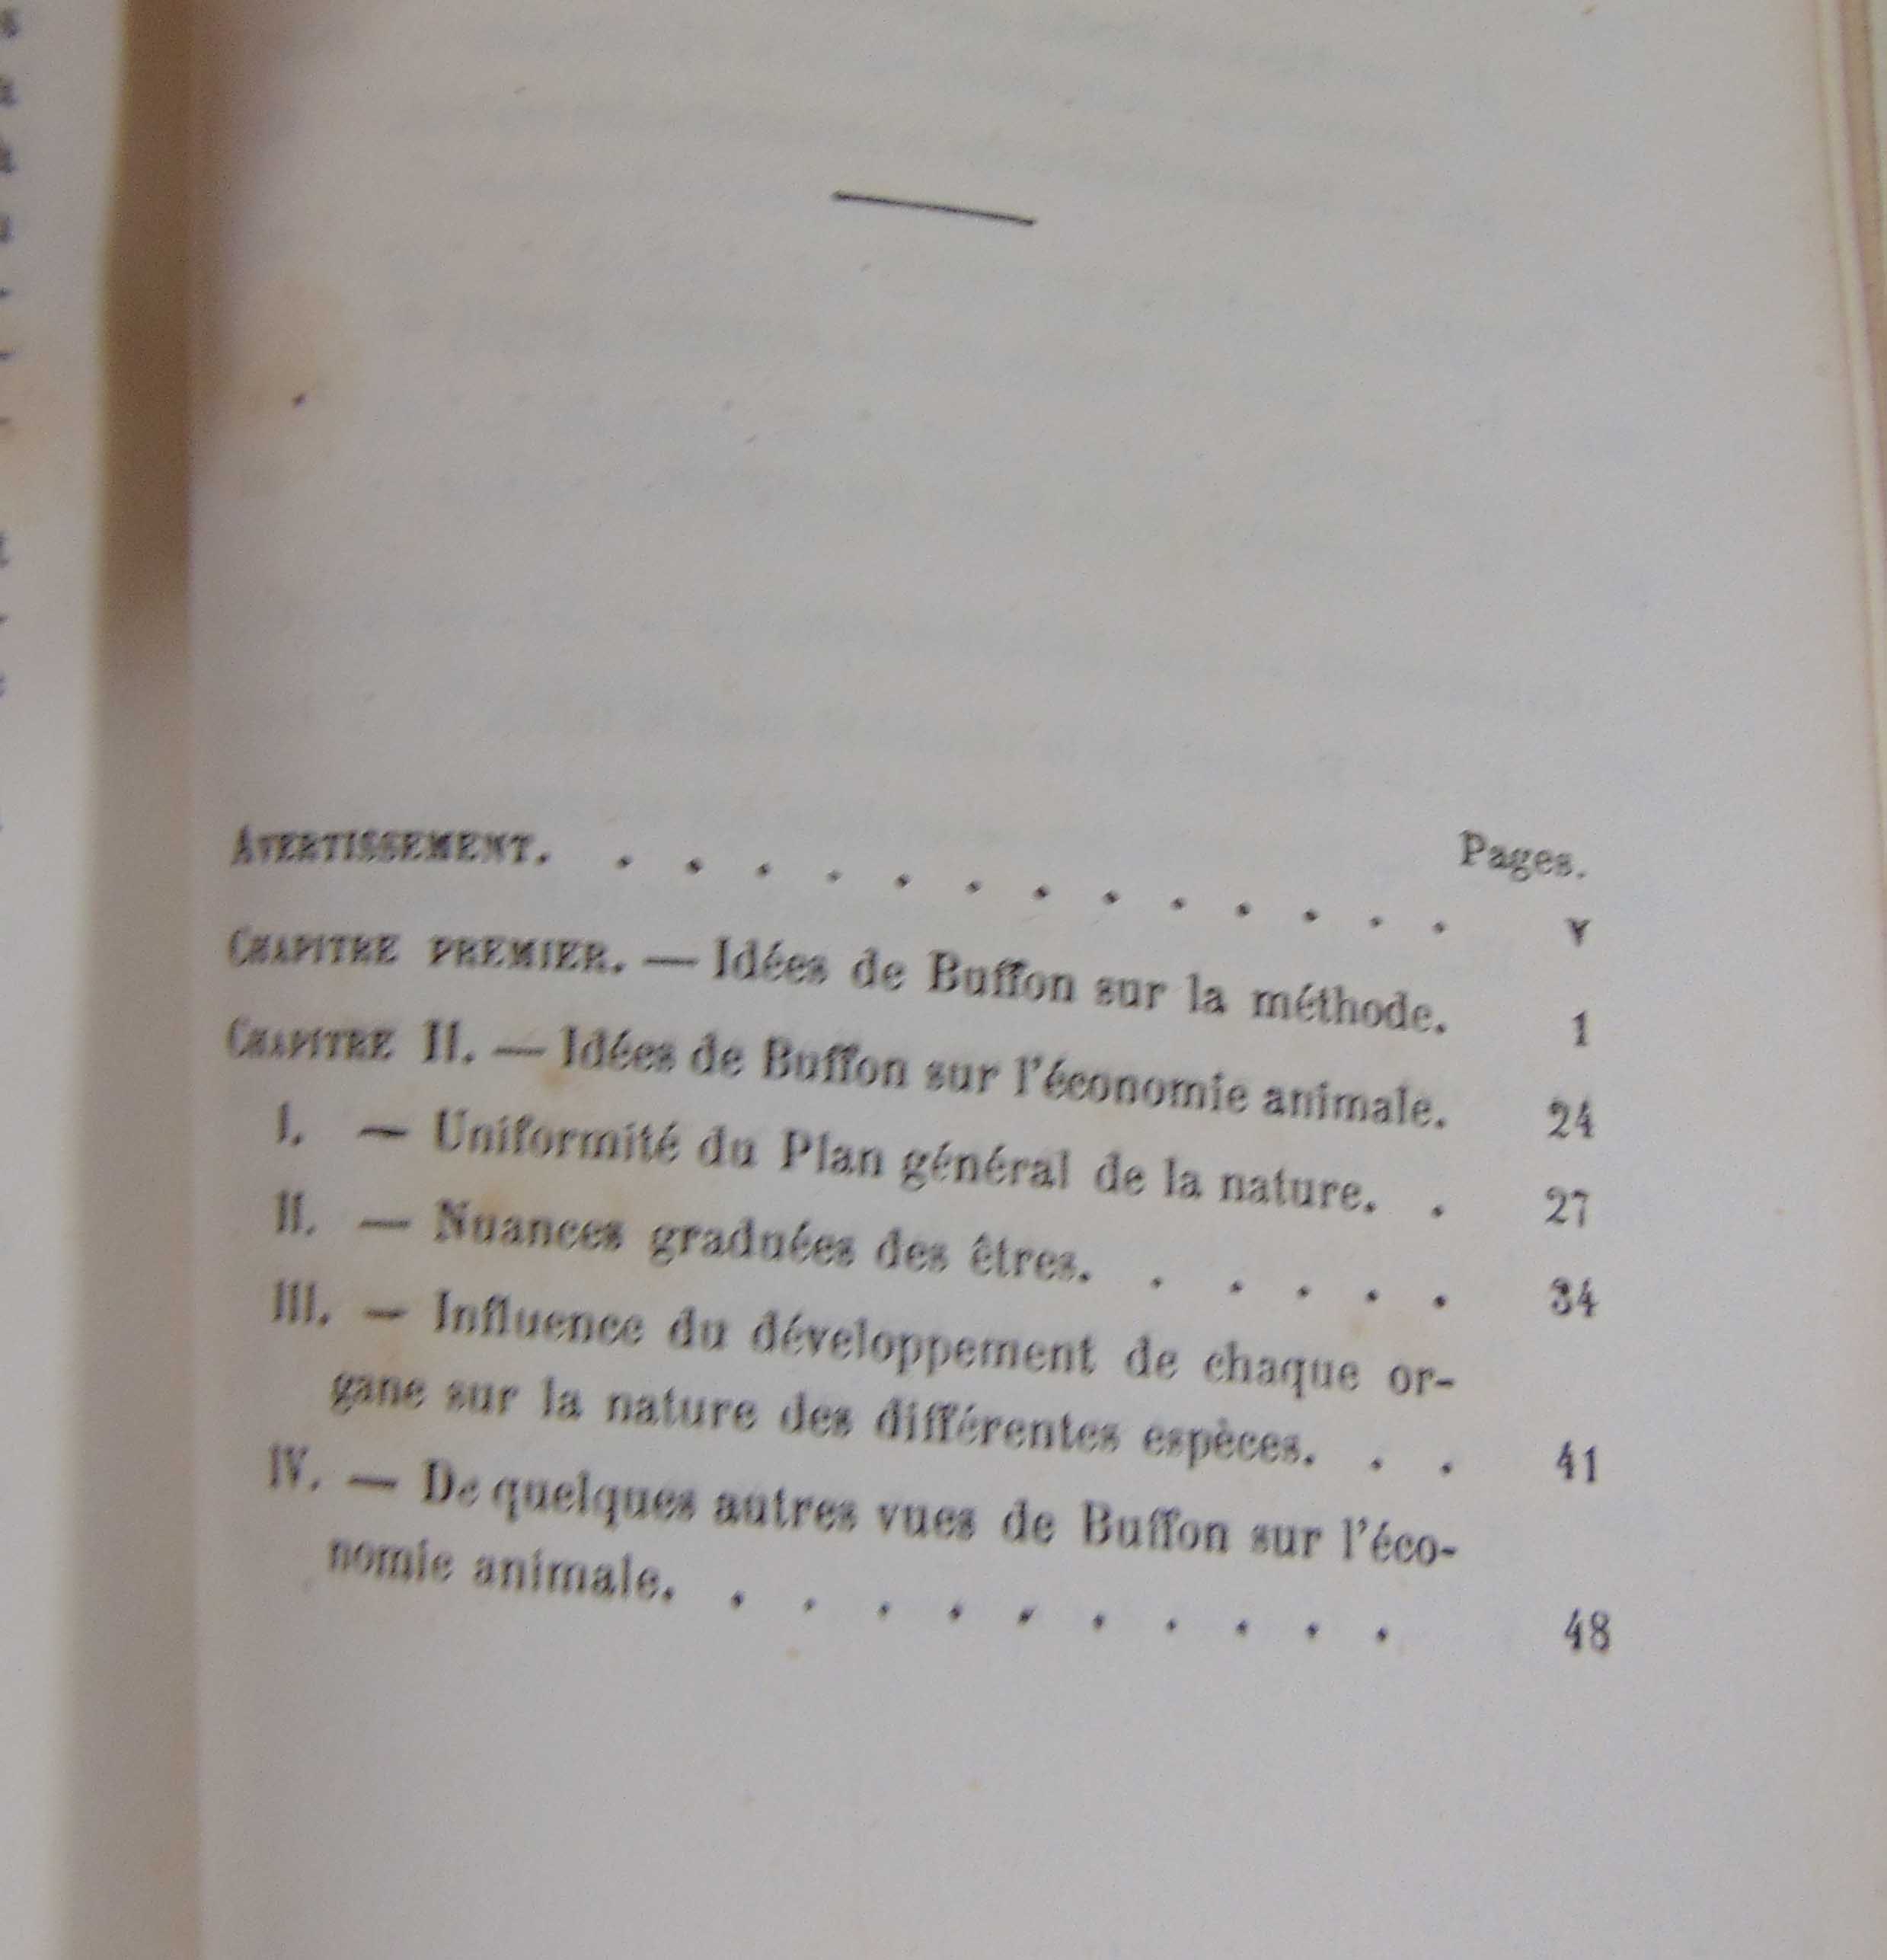 Pages.
AVERTISSEMENT. . . . . . . . . . . . . . V
CHAPITRE PREMIER. — Idées de Buffon sur la méthode. 1
CHAPITRE II. — Idées de Buffon sur l'économie animale. 24
I. — Uniformité du Plan général de la nature. . 27
II. — Nuances graduées des êtres. . . . . . 34
III. — Influence du développement de chaque or-
gane sur la nature des différentes espèces. . . 41
IV. — De quelques autres vues de Buffon sur l'éco-
nomie animale. . . . . . . . . . . 48